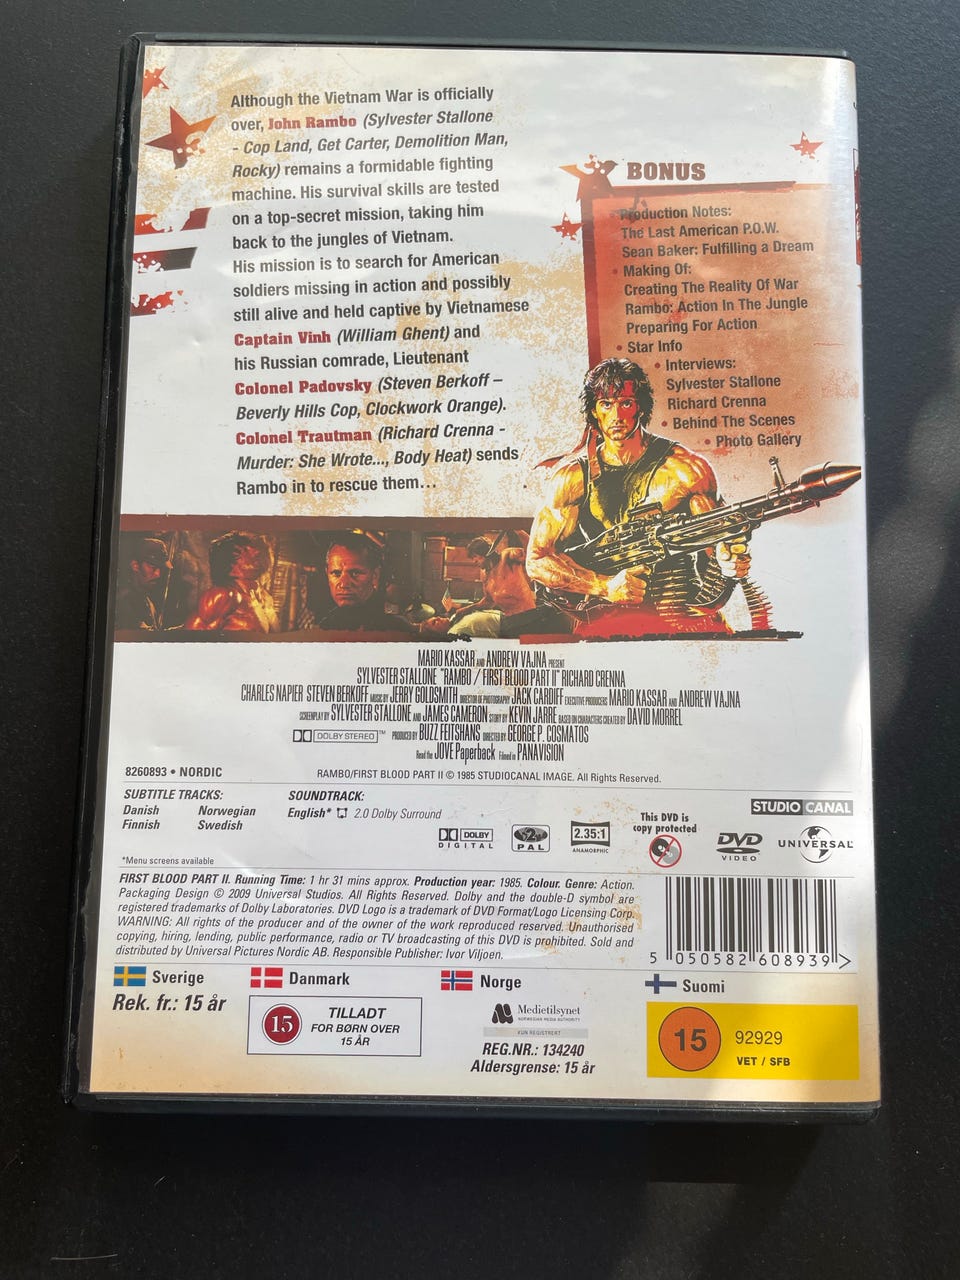 Although the Vietnam War is officially
over, John Rambo (Sylvester Stallone
- Cop Land, Get Carter, Demolition Man,
Rocky) remains a formidable fighting
machine. His survival skills are tested
on a top-secret mission, taking him
back to the jungles of Vietnam.
His mission is to search for American
soldiers missing in action and possibly
still alive and held captive by Vietnamese
Captain Vinh (William Ghent) and
his Russian comrade, Lieutenant
Colonel Padovsky (Steven Berkoff –
Beverly Hills Cop, Clockwork Orange).
Colonel Trautman (Richard Crenna -
Murder: She Wrote..., Body Heat) sends
Rambo in to rescue them...
BONUS
Production Notes:
The Last American P.O.W.
Sean Baker: Fulfilling a Dream
• Making Of:
Creating The Reality Of War
Rambo: Action In The Jungle
Preparing For Action
• Star Info
• Interviews:
Sylvester Stallone
Richard Crenna
• Behind The Scenes
• Photo Gallery
MARIO KASSAR AND ANDREW VAJNA PRESENT
SYLVESTER STALLONE "RAMBO / FIRST BLOOD PART II" RICHARD CRENNA
CHARLES NAPIER STEVEN BERKOFF MUSIC BY JERRY GOLDSMITH DIRECTOR OF PHOTOGRAPHY JACK CARDIFF EXECUTIVE PRODUCERS MARIO KASSAR AND ANDREW VAJNA
SCREENPLAY BY SYLVESTER STALLONE AND JAMES CAMERON STORY BY KEVIN JARRE BASED ON CHARACTERS CREATED BY DAVID MORREL
DOLBY STEREO™ PRODUCED BY BUZZ FEITSHANS DIRECTED BY GEORGE P. COSMATOS
Read the JOVE Paperback Filmed in PANAVISION
8260893 • NORDIC
RAMBO/FIRST BLOOD PART II © 1985 STUDIOCANAL IMAGE. All Rights Reserved.
SUBTITLE TRACKS:
Danish Norwegian
Finnish Swedish
SOUNDTRACK:
English* 2.0 Dolby Surround
*Menu screens available
DOLBY DIGITAL
2 PAL
2.35:1 ANAMORPHIC
This DVD is
copy protected
STUDIO CANAL
DVD VIDEO
UNIVERSAL
FIRST BLOOD PART II. Running Time: 1 hr 31 mins approx. Production year: 1985. Colour. Genre: Action.
Packaging Design © 2009 Universal Studios. All Rights Reserved. Dolby and the double-D symbol are
registered trademarks of Dolby Laboratories. DVD Logo is a trademark of DVD Format/Logo Licensing Corp.
WARNING: All rights of the producer and of the owner of the work reproduced reserved. Unauthorised
copying, hiring, lending, public performance, radio or TV broadcasting of this DVD is prohibited. Sold and
distributed by Universal Pictures Nordic AB. Responsible Publisher: Ivor Viljoen.
5 050582 608939 >
Sverige
Rek. fr.: 15 år
Danmark
15
TILLADT
FOR BØRN OVER
15 ÅR
Norge
Medietilsynet
NORWEGIAN MEDIA AUTHORITY
KUN REGISTRERT
REG.NR.: 134240
Aldersgrense: 15 år
Suomi
15
92929
VET / SFB